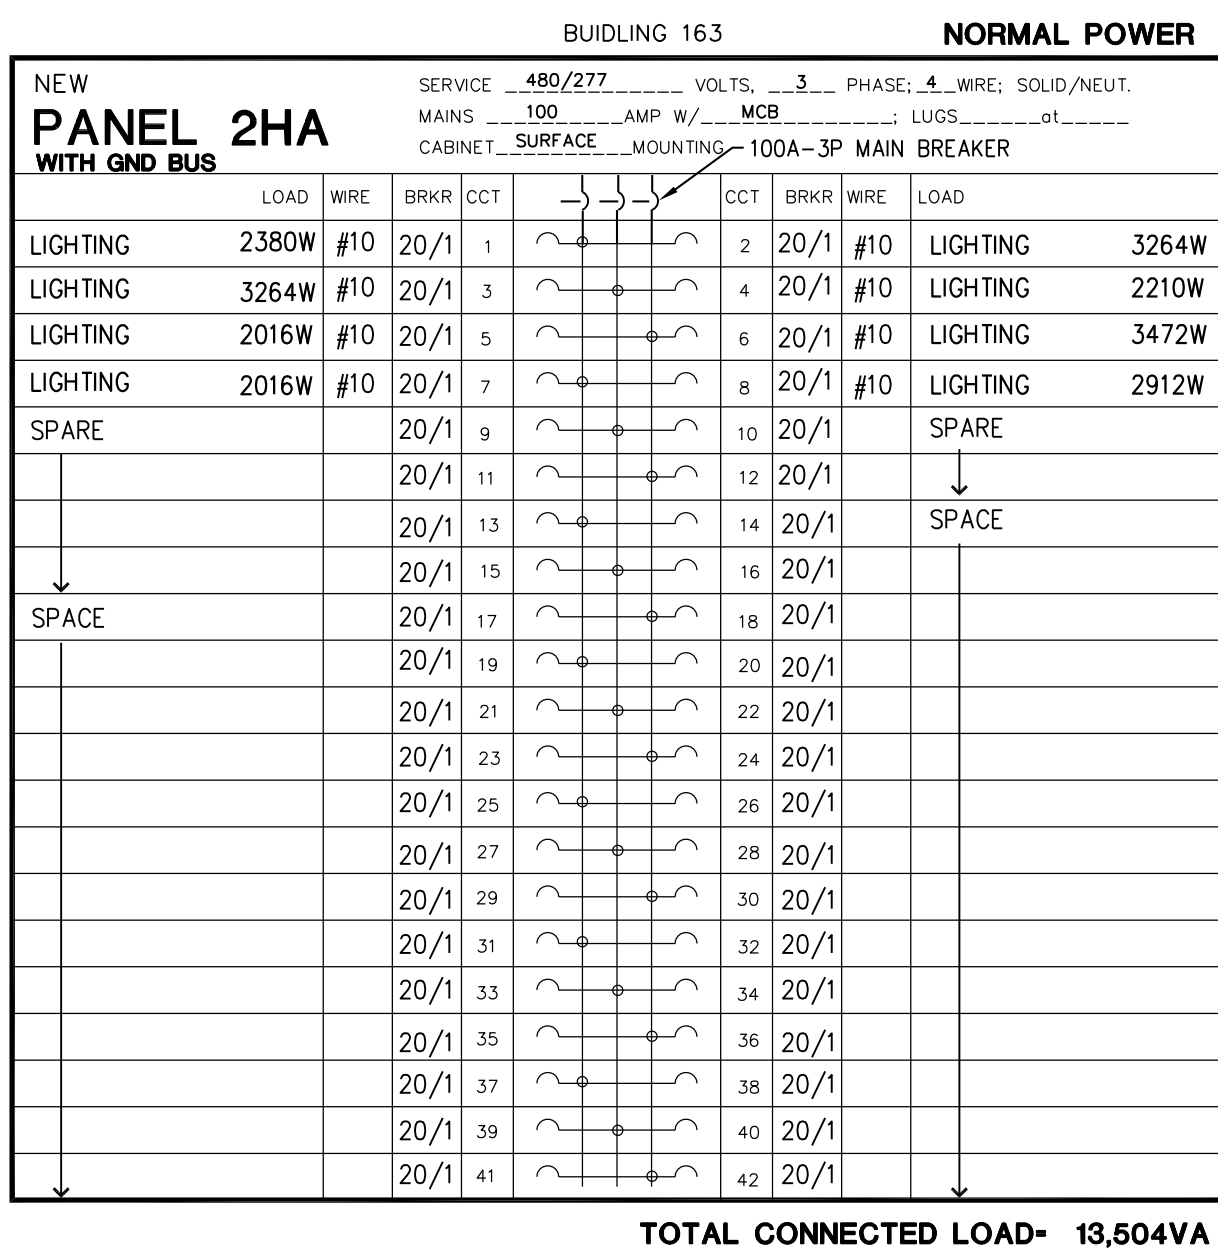 BUIDLING 163 NORMAL POWER
NEW SERVICE 480/277 VOLTS, 3 PHASE; 4 WIRE; SOLID/NEUT.
PANEL 2HA MAINS 100 AMP W/ MCB ; LUGS at
WITH GND BUS CABINET SURFACE MOUNTING 100A-3P MAIN BREAKER
LOAD WIRE BRKR CCT CCT BRKR WIRE LOAD
LIGHTING 2380W #10 20/1 1 2 20/1 #10 LIGHTING 3264W
LIGHTING 3264W #10 20/1 3 4 20/1 #10 LIGHTING 2210W
LIGHTING 2016W #10 20/1 5 6 20/1 #10 LIGHTING 3472W
LIGHTING 2016W #10 20/1 7 8 20/1 #10 LIGHTING 2912W
SPARE 20/1 9 10 20/1 SPARE
20/1 11 12 20/1
20/1 13 14 20/1 SPACE
20/1 15 16 20/1
SPACE 20/1 17 18 20/1
20/1 19 20 20/1
20/1 21 22 20/1
20/1 23 24 20/1
20/1 25 26 20/1
20/1 27 28 20/1
20/1 29 30 20/1
20/1 31 32 20/1
20/1 33 34 20/1
20/1 35 36 20/1
20/1 37 38 20/1
20/1 39 40 20/1
20/1 41 42 20/1
TOTAL CONNECTED LOAD= 13,504VA